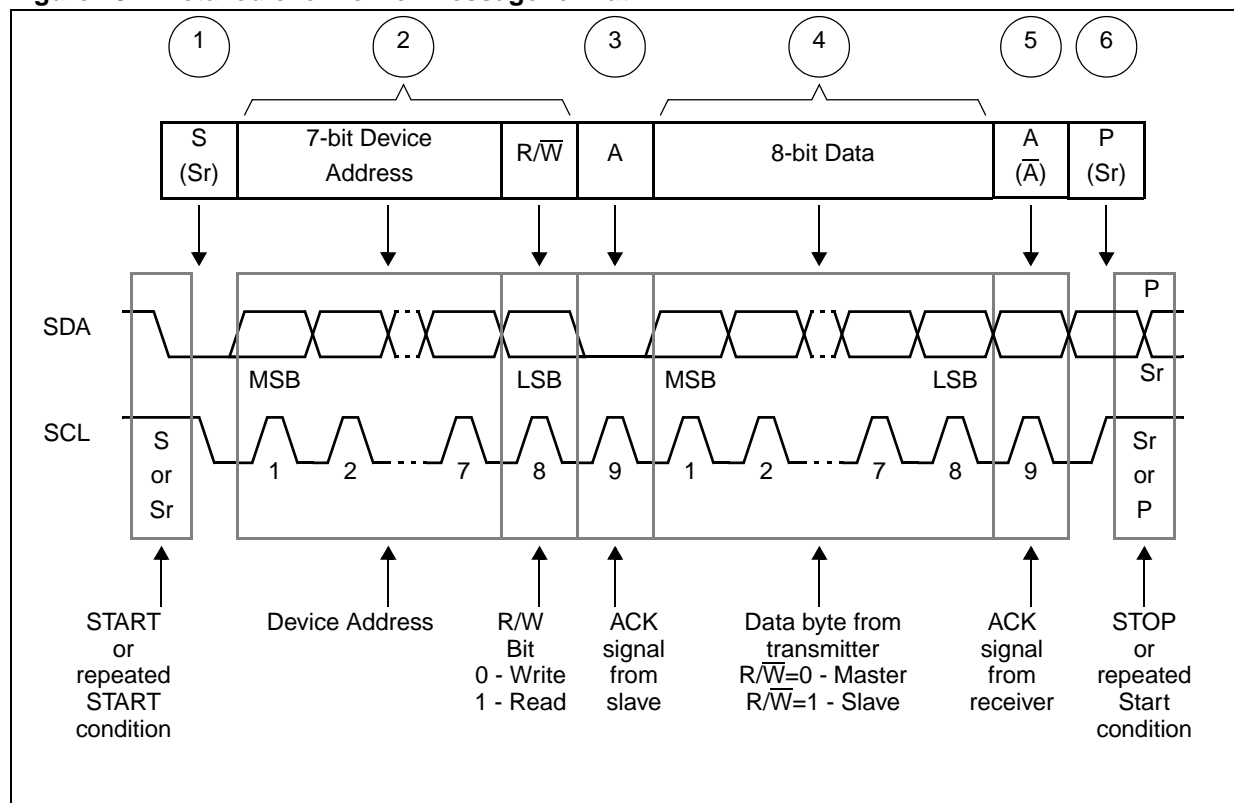 1 2 3 4 5 6
S
(Sr)
7-bit Device
Address
R/W̅
A
8-bit Data
A
(A̅)
P
(Sr)
SDA
MSB LSB MSB LSB
P
Sr
SCL
S
or
Sr
1 2 7 8 9 1 2 7 8 9
Sr
or
P
START
or
repeated
START
condition
Device Address
R/W
Bit
0 - Write
1 - Read
ACK
signal
from
slave
Data byte from
transmitter
R/W̅=0 - Master
R/W̅=1 - Slave
ACK
signal
from
receiver
STOP
or
repeated
Start
condition